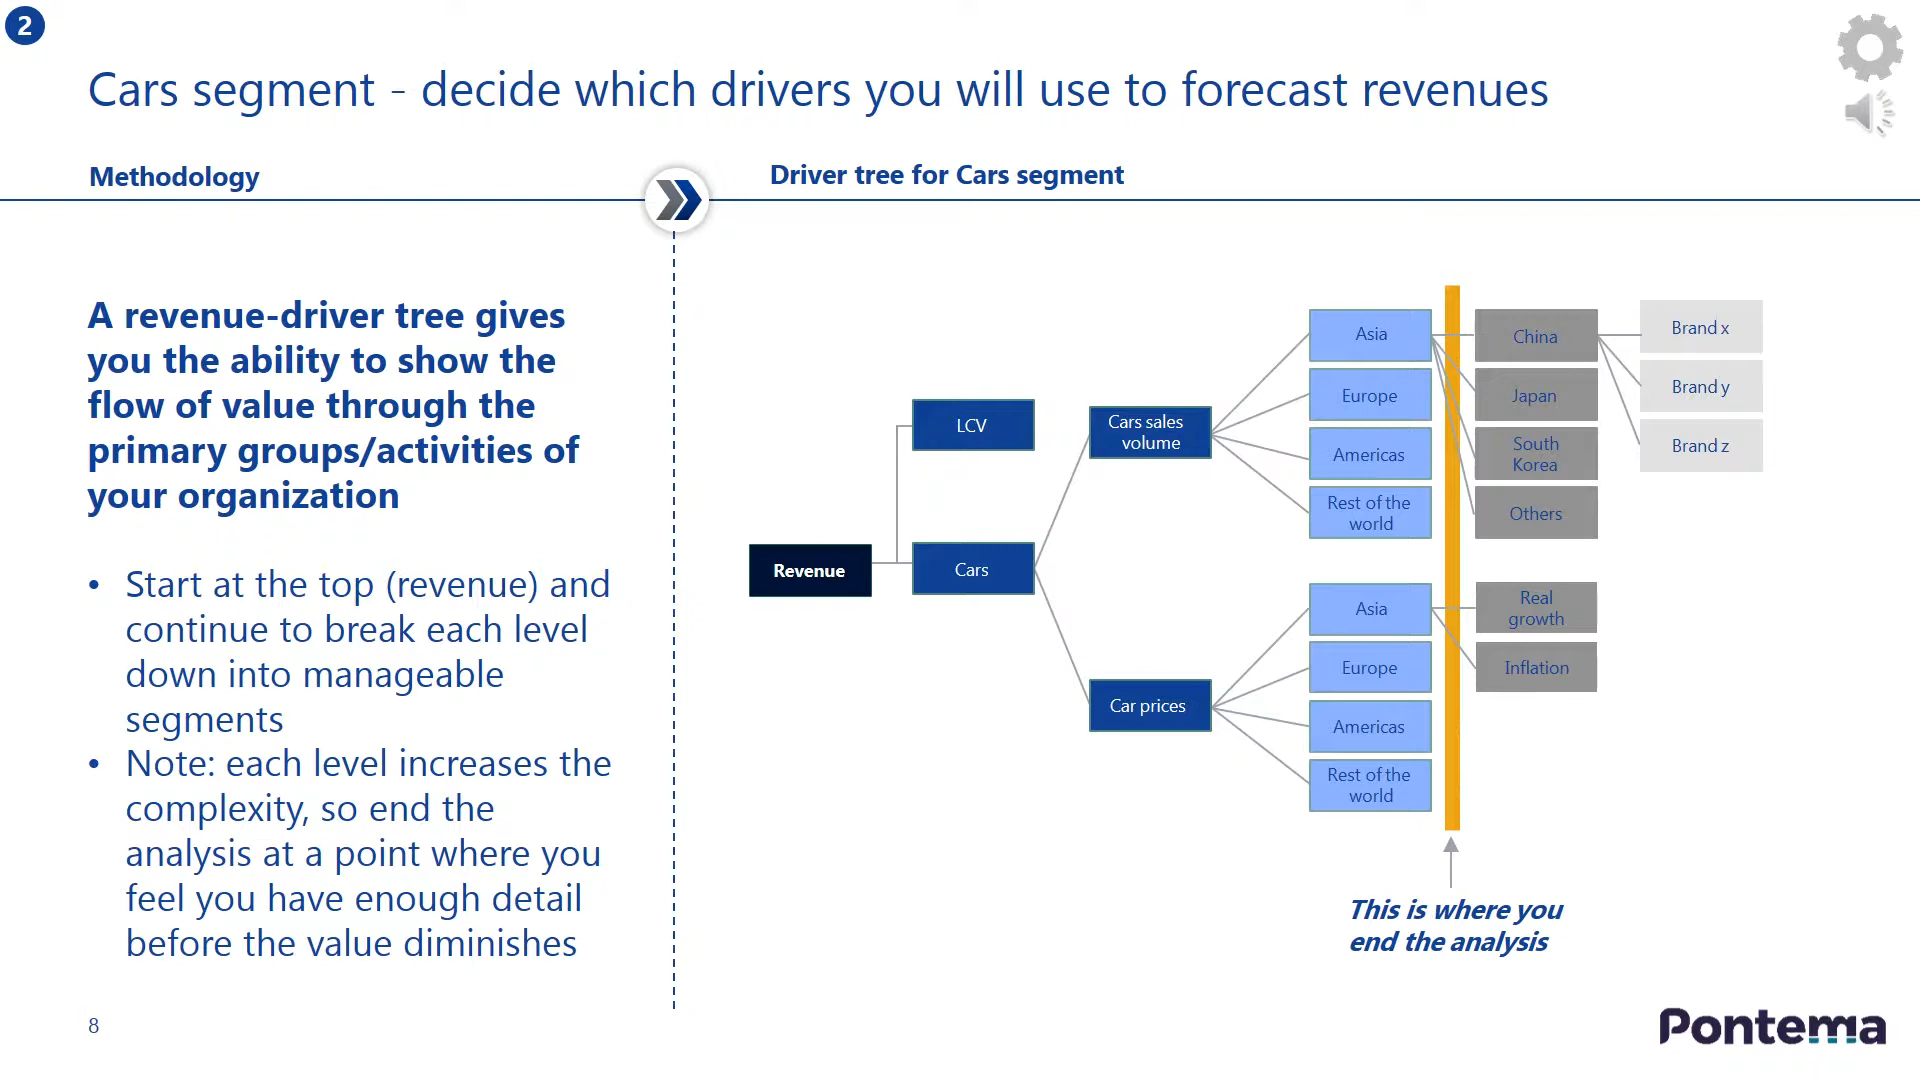 2
Cars segment - decide which drivers you will use to forecast revenues
Methodology
Driver tree for Cars segment
A revenue-driver tree gives
you the ability to show the
flow of value through the
primary groups/activities of
your organization
• Start at the top (revenue) and
continue to break each level
down into manageable
segments
• Note: each level increases the
complexity, so end the
analysis at a point where you
feel you have enough detail
before the value diminishes
Revenue
LCV
Cars
Cars sales
volume
Car prices
Asia
Europe
Americas
Rest of the
world
Asia
Europe
Americas
Rest of the
world
China
Japan
South
Korea
Others
Real
growth
Inflation
Brand x
Brand y
Brand z
This is where you
end the analysis
8
Pontema